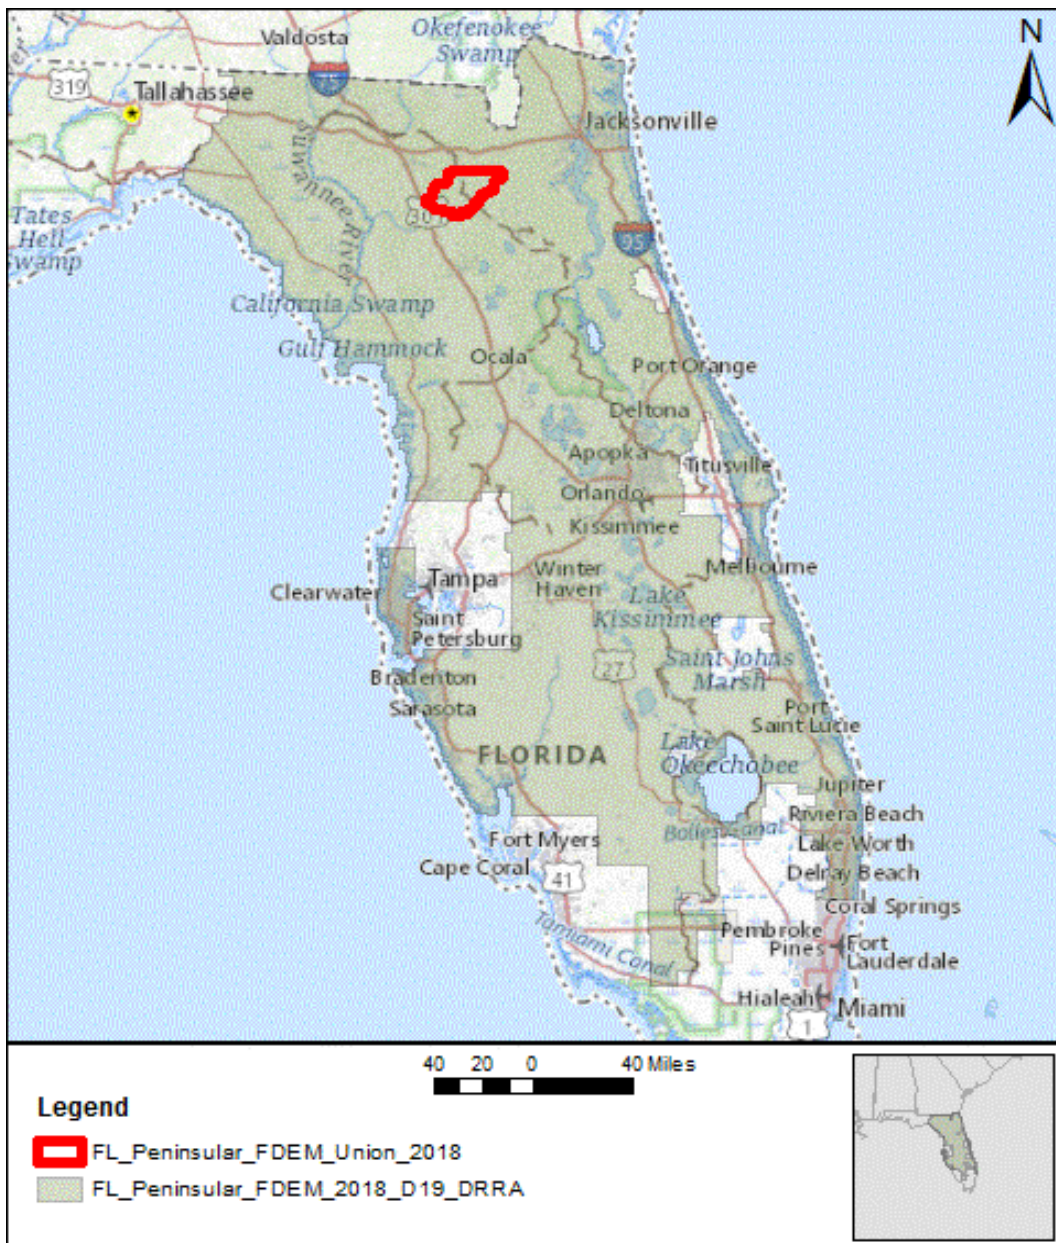 Okefenokee
Swamp
Valdosta
N
319
Tallahassee
Jacksonville
Suwannee River
301
Tates
Hell
Swamp
95
California Swamp
Gulf Hammock
Ocala
Port Orange
Deltona
Apopka
Titusville
Orlando
Kissimmee
Winter
Haven
Melbourne
Clearwater
Tampa
Lake
Kissimmee
Saint
Petersburg
Saint Johns
Marsh
27
Bradenton
Sarasota
Port
Saint Lucie
FLORIDA
Lake
Okeechobee
Jupiter
Riviera Beach
Bolles Canal
Fort Myers
Lake Worth
Cape Coral
41
Delray Beach
Coral Springs
Tamiami Canal
Pembroke
Pines
Fort
Lauderdale
Hialeah
Miami
1
40 20 0 40 Miles
Legend
FL_Peninsular_FDEM_Union_2018
FL_Peninsular_FDEM_2018_D19_DRRA